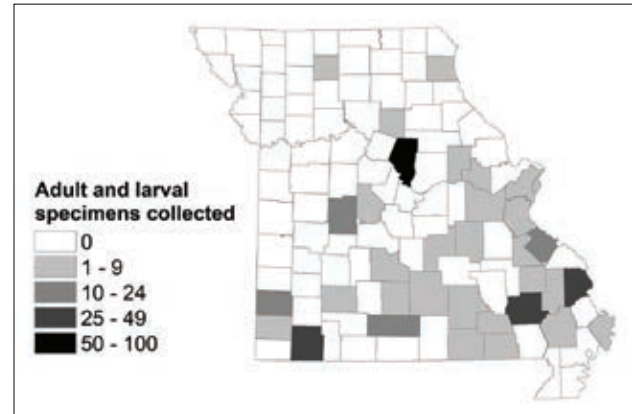 Adult and larval
specimens collected
0
1 - 9
10 - 24
25 - 49
50 - 100